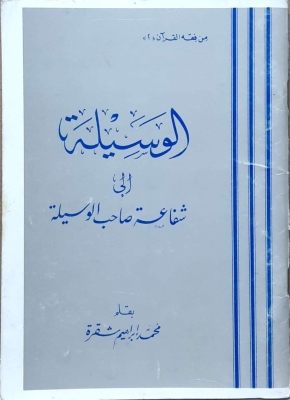 من فقه القرآن «١»
الوسيلة
إلى
شفاعة صاحب الوسيلة
بقلم
محمد إبراهيم شقرة